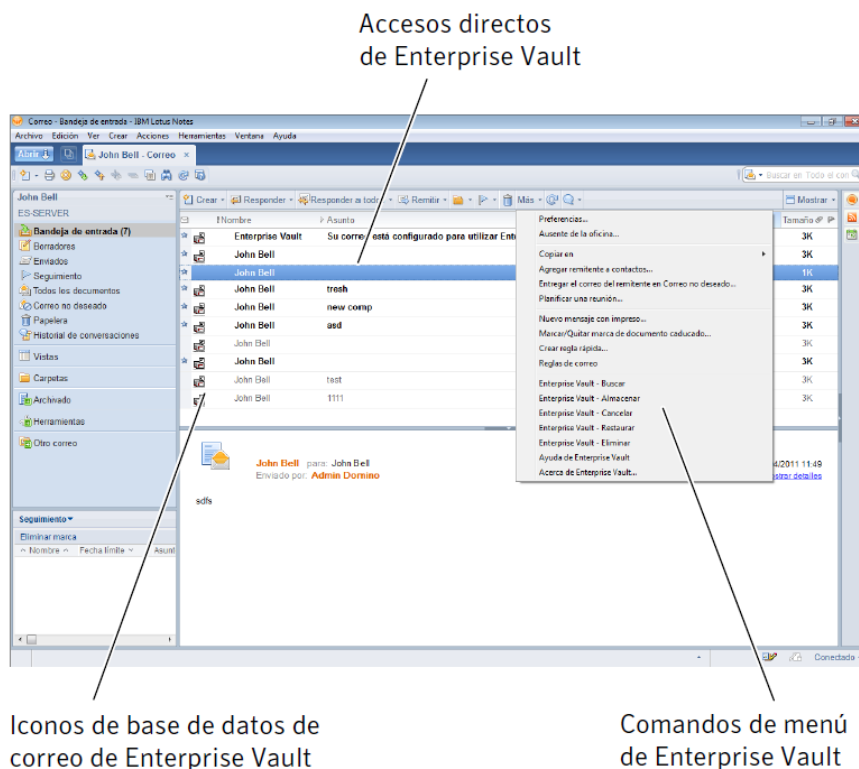 Accesos directos
de Enterprise Vault
Correo - Bandeja de entrada - IBM Lotus Notes
Archivo Edición Ver Crear Acciones Herramientas Ventana Ayuda
Abrir John Bell - Correo
Buscar en Todo el con
John Bell
ES-SERVER
Crear Responder Responder a todos Remitir Más Mostrar
Nombre Asunto Tamaño
Bandeja de entrada (7)
Borradores
Enviados
Seguimiento
Todos los documentos
Correo no deseado
Papelera
Historial de conversaciones
Vistas
Carpetas
Archivado
Herramientas
Otro correo
Enterprise Vault Su correo está configurado para utilizar Ente 3K
John Bell 3K
John Bell 1K
John Bell tresh 3K
John Bell new comp 3K
John Bell asd 3K
John Bell 3K
John Bell 3K
John Bell test 3K
John Bell 1111 3K
Preferencias...
Ausente de la oficina...
Copiar en
Agregar remitente a contactos...
Entregar el correo del remitente en Correo no deseado...
Planificar una reunión...
Nuevo mensaje con impreso...
Marcar/Quitar marca de documento caducado...
Crear regla rápida...
Reglas de correo
Enterprise Vault - Buscar
Enterprise Vault - Almacenar
Enterprise Vault - Cancelar
Enterprise Vault - Restaurar
Enterprise Vault - Eliminar
Ayuda de Enterprise Vault
Acerca de Enterprise Vault...
John Bell para: John Bell
Enviado por: Admin Domino
4/2011 11:49
strar detalles
sdfs
Seguimiento
Eliminar marca
Nombre Fecha límite Asunt
Conectado
Iconos de base de datos de
correo de Enterprise Vault
Comandos de menú
de Enterprise Vault